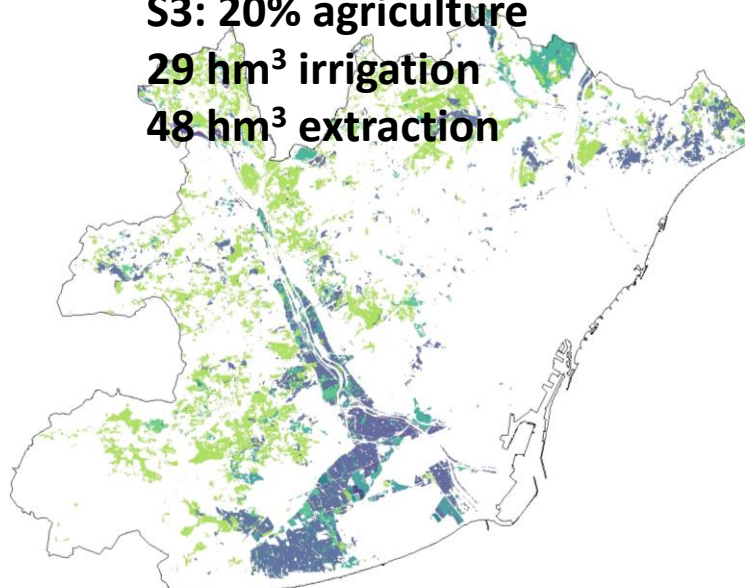 S3: 20% agriculture
29 hm³ irrigation
48 hm³ extraction